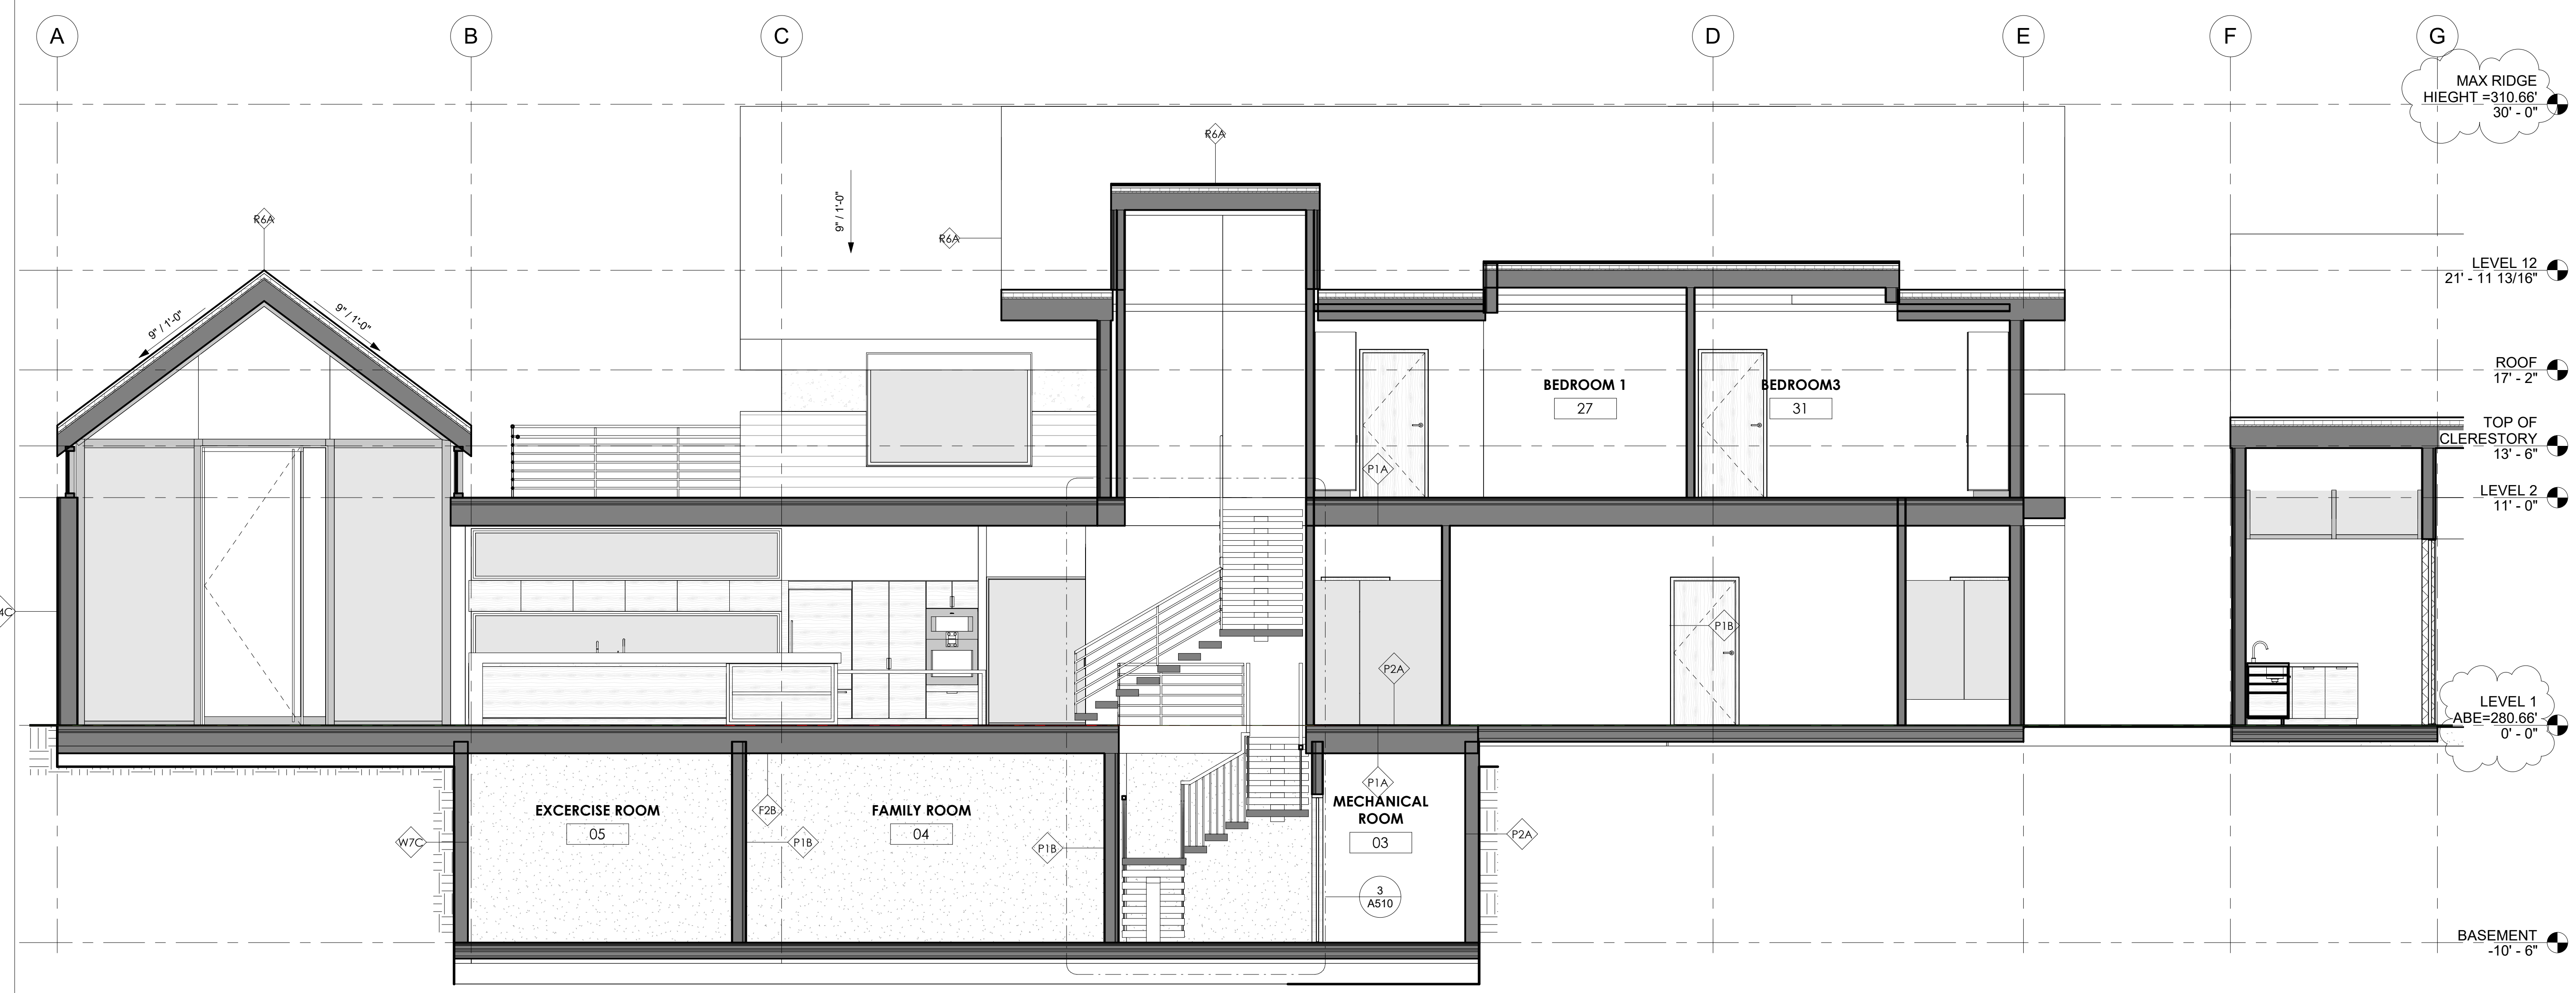 A
B
C
D
E
F
G
MAX RIDGE
HIEGHT =310.66'
30' - 0"
R6A
9" / 1'-0"
R6A
R6A
9" / 1'-0"
9" / 1'-0"
LEVEL 12
21' - 11 13/16"
ROOF
17' - 2"
BEDROOM 1
27
BEDROOM3
31
TOP OF
CLERESTORY
13' - 6"
P1A
LEVEL 2
11' - 0"
4C
P1B
P2A
LEVEL 1
ABE=280.66'
0' - 0"
P1A
EXCERCISE ROOM
05
F2B
FAMILY ROOM
04
MECHANICAL
ROOM
03
W7C
P1B
P1B
P2A
3
A510
BASEMENT
-10' - 6"